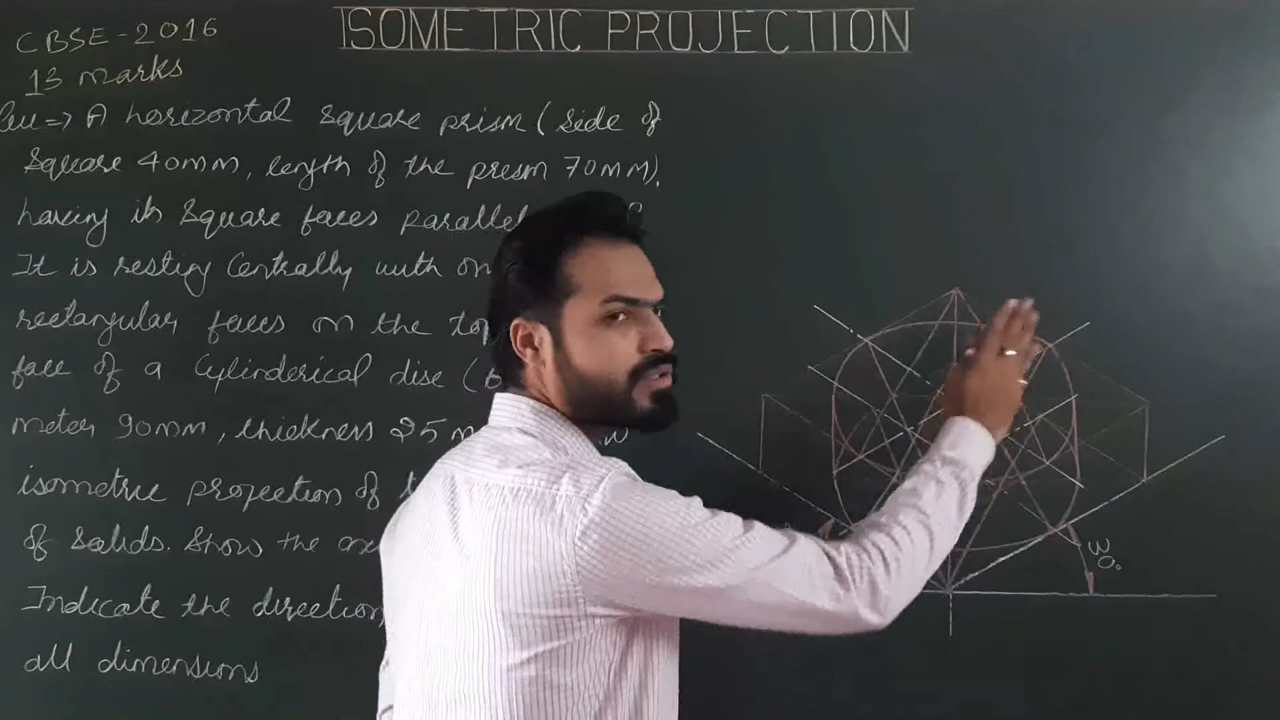 ISOMETRIC PROJECTION
CBSE-2016
13 marks
Que => A horizontal square prism (side of
square 40mm, length of the prism 70MM),
having its square faces parallel
It is resting centrally with on
rectangular faces on the top
face of a cylinderical disc (
meter 90mm, thickness 25 m
isometric projection of
of solids. Show the
Indicate the direction
all dimensions
30°